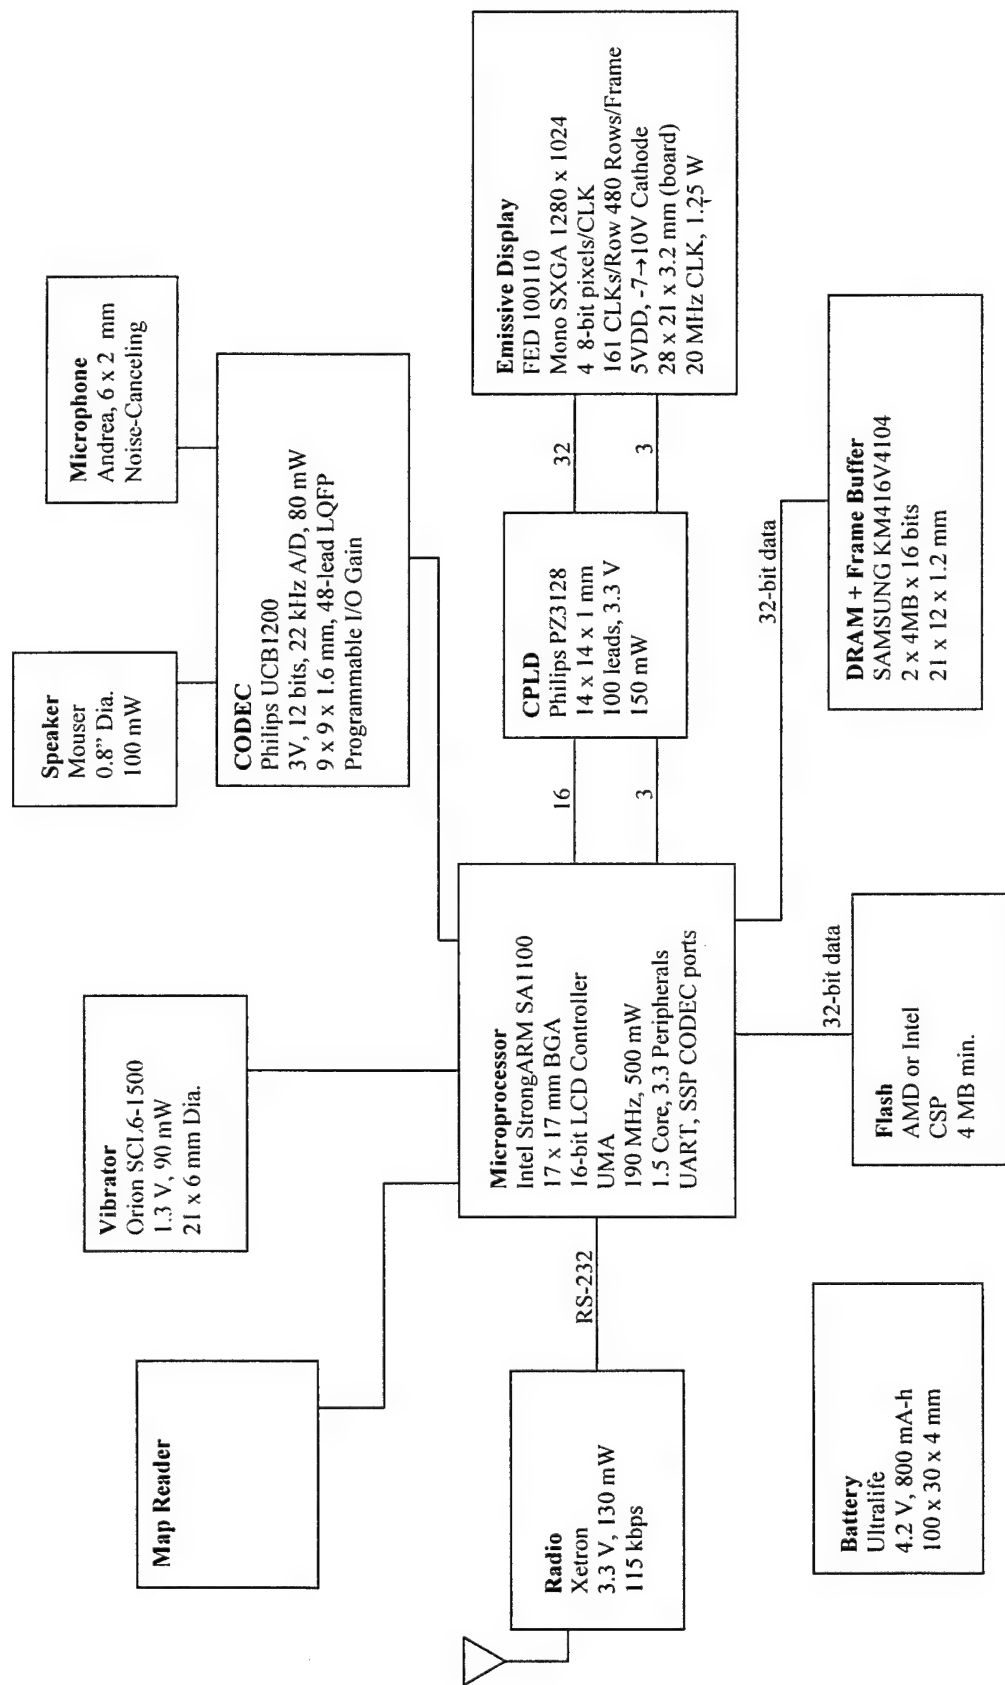 Map Reader
Vibrator
Orion SCL6-1500
1.3 V, 90 mW
21 x 6 mm Dia.
Speaker
Mouser
0.8” Dia.
100 mW
Microphone
Andrea, 6 x 2 mm
Noise-Canceling
CODEC
Philips UCB1200
3V, 12 bits, 22 kHz A/D, 80 mW
9 x 9 x 1.6 mm, 48-lead LQFP
Programmable I/O Gain
Radio
Xetron
3.3 V, 130 mW
115 kbps
RS-232
Microprocessor
Intel StrongARM SA1100
17 x 17 mm BGA
16-bit LCD Controller
UMA
190 MHz, 500 mW
1.5 Core, 3.3 Peripherals
UART, SSP CODEC ports
16
3
CPLD
Philips PZ3128
14 x 14 x 1 mm
100 leads, 3.3 V
150 mW
32
3
Emissive Display
FED 100110
Mono SXGA 1280 x 1024
4 8-bit pixels/CLK
161 CLKs/Row 480 Rows/Frame
5VDD, -7→10V Cathode
28 x 21 x 3.2 mm (board)
20 MHz CLK, 1.25 W
Battery
Ultralife
4.2 V, 800 mA-h
100 x 30 x 4 mm
32-bit data
Flash
AMD or Intel
CSP
4 MB min.
32-bit data
DRAM + Frame Buffer
SAMSUNG KM416V4104
2 x 4MB x 16 bits
21 x 12 x 1.2 mm